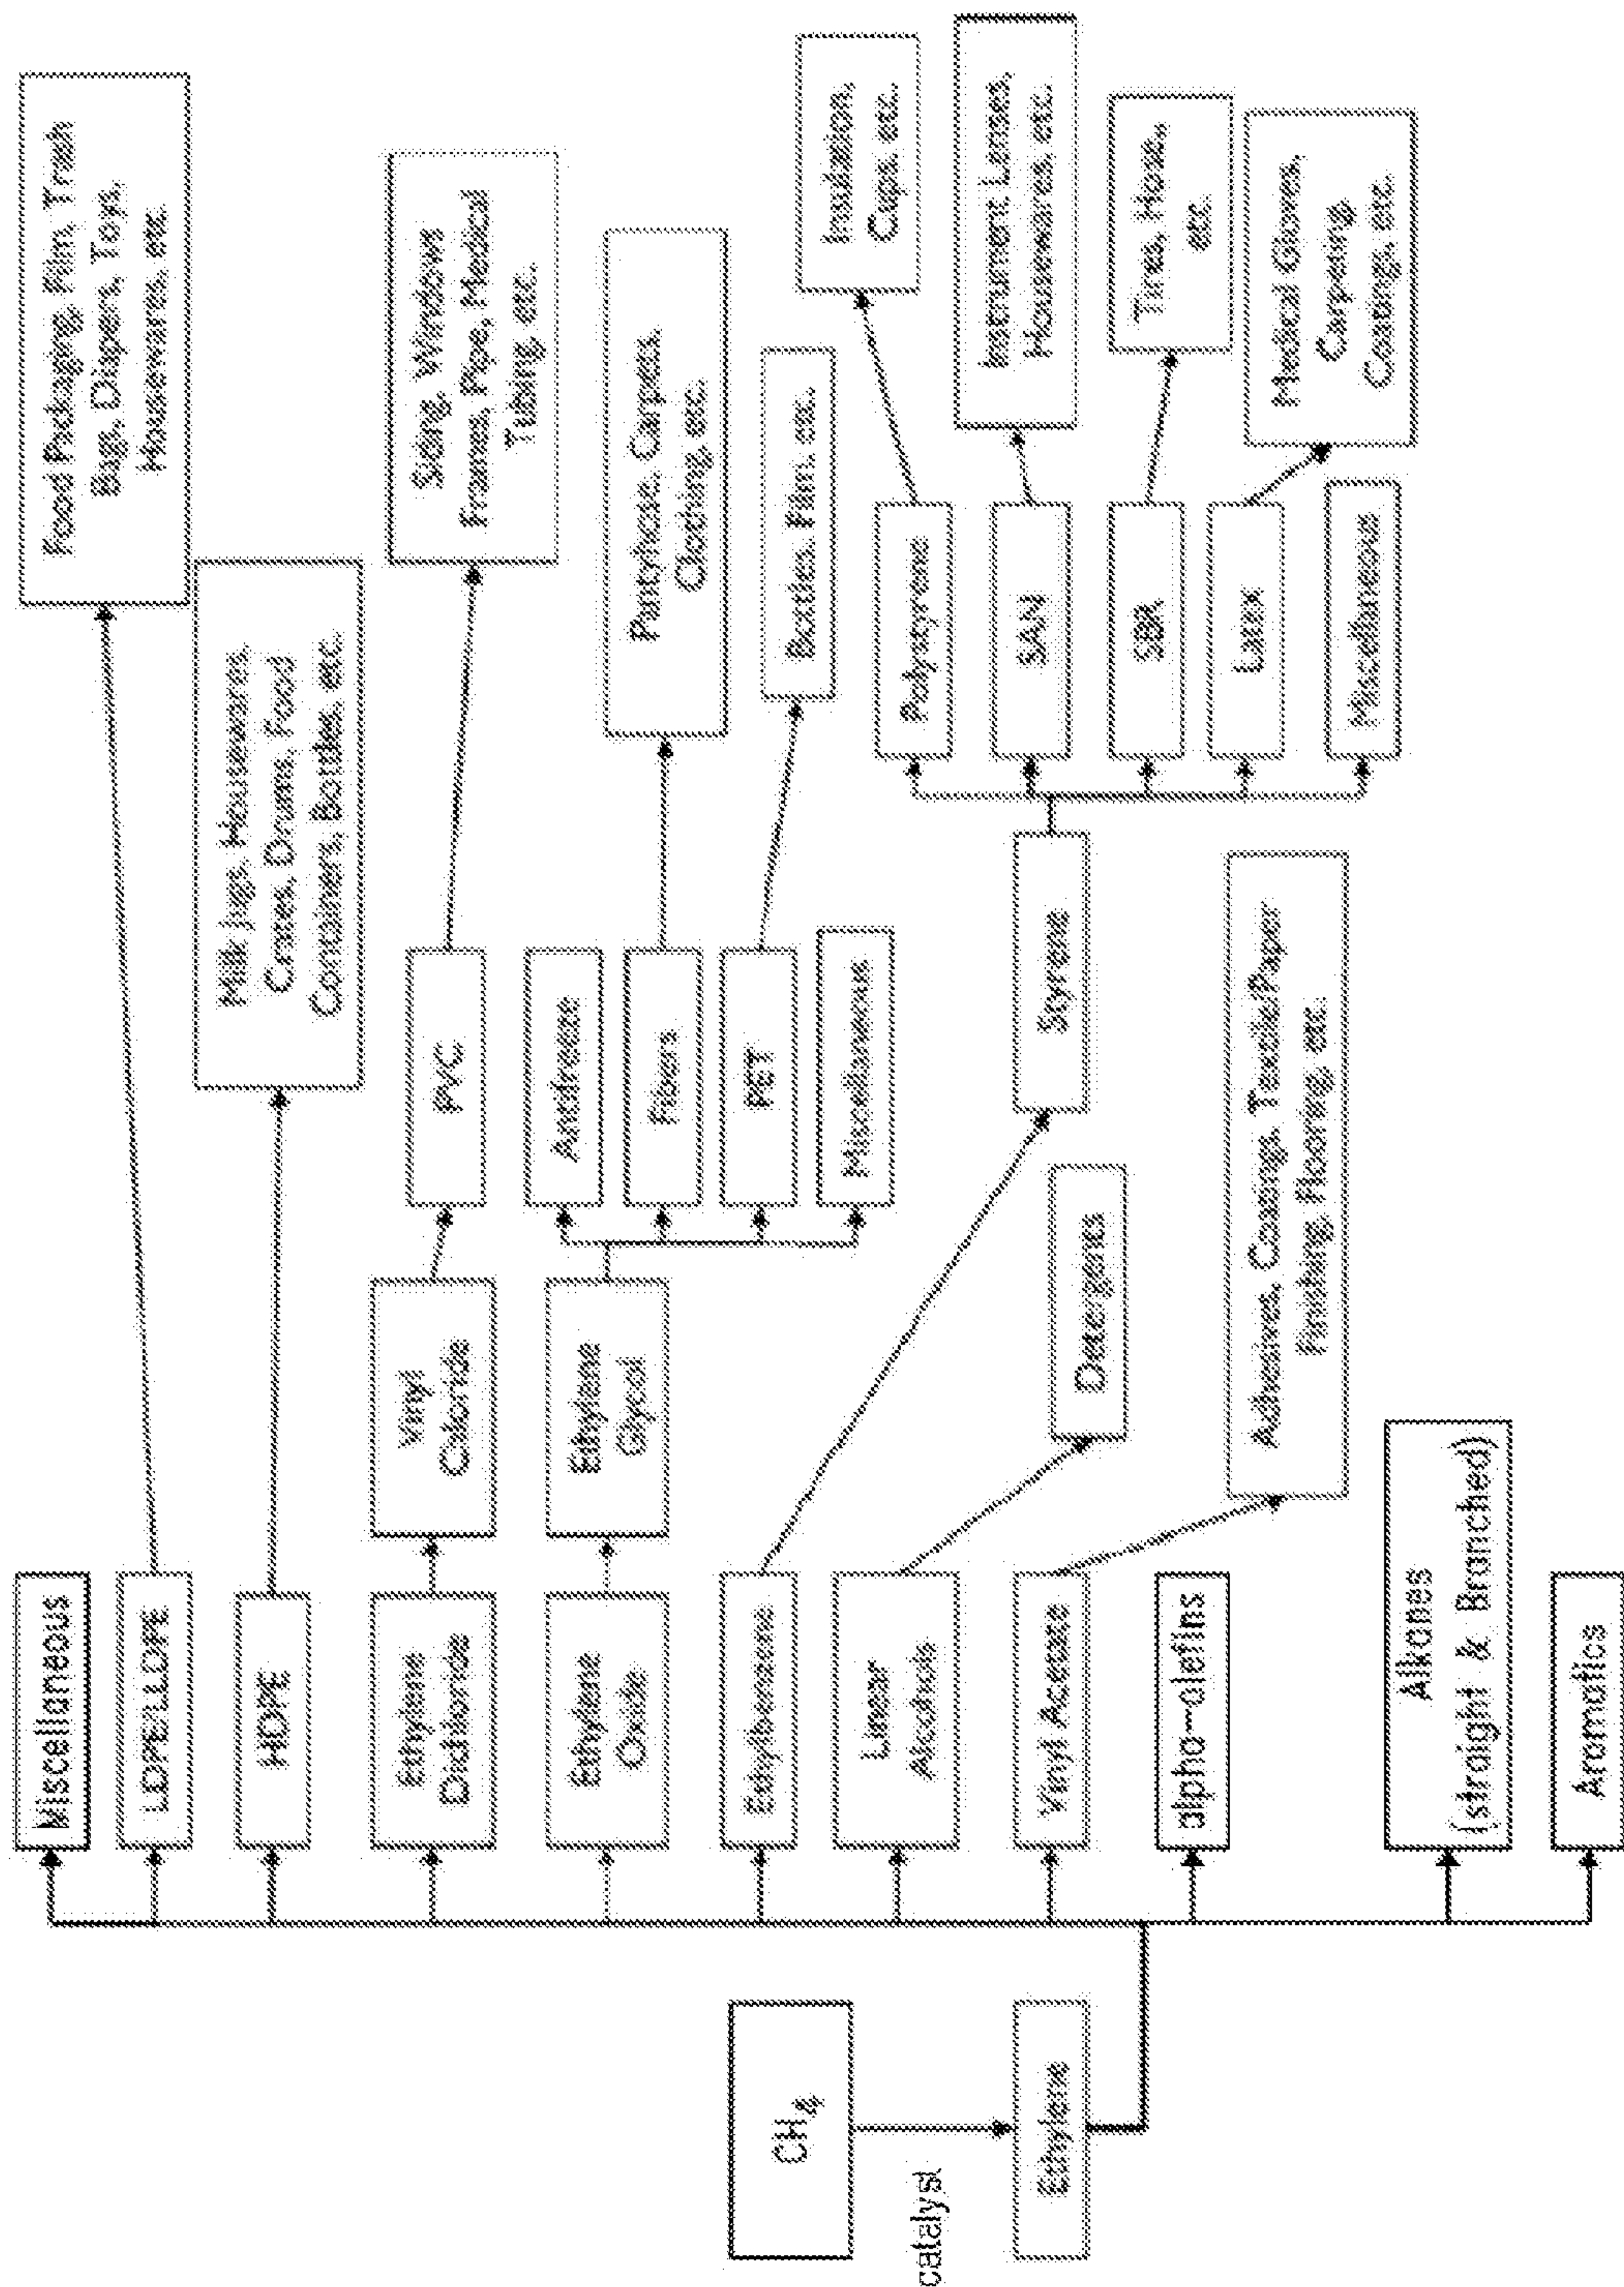 CH4
catalyst
Ethylene
Miscellaneous
LDPE/LLDPE
Food Packaging, Film, Trash
Bags, Diapers, Toys,
Housewares, etc.
HDPE
Milk Jugs, Housewares,
Crates, Drums, Food
Containers, Bottles, etc.
Ethylene
Dichloride
Vinyl
Chloride
PVC
Siding, Windows
Frames, Pipe, Medical
Tubing, etc.
Ethylene
Oxide
Ethylene
Glycol
Antifreeze
Fibers
Pantyhose, Carpets,
Clothing, etc.
PET
Bottles, Film, etc.
Miscellaneous
Ethylbenzene
Styrene
Polystyrene
Insulation,
Cups, etc.
SAN
Instrument Lenses,
Housewares, etc.
SBR
Tires, Hose,
etc.
Latex
Medical Gloves,
Carpeting,
Coatings, etc.
Miscellaneous
Linear
Alcohols
Detergents
Vinyl Acetate
Adhesives, Coatings, Textile/Paper
Finishing, Flooring, etc.
alpha-olefins
Alkanes
(straight & Branched)
Aromatics